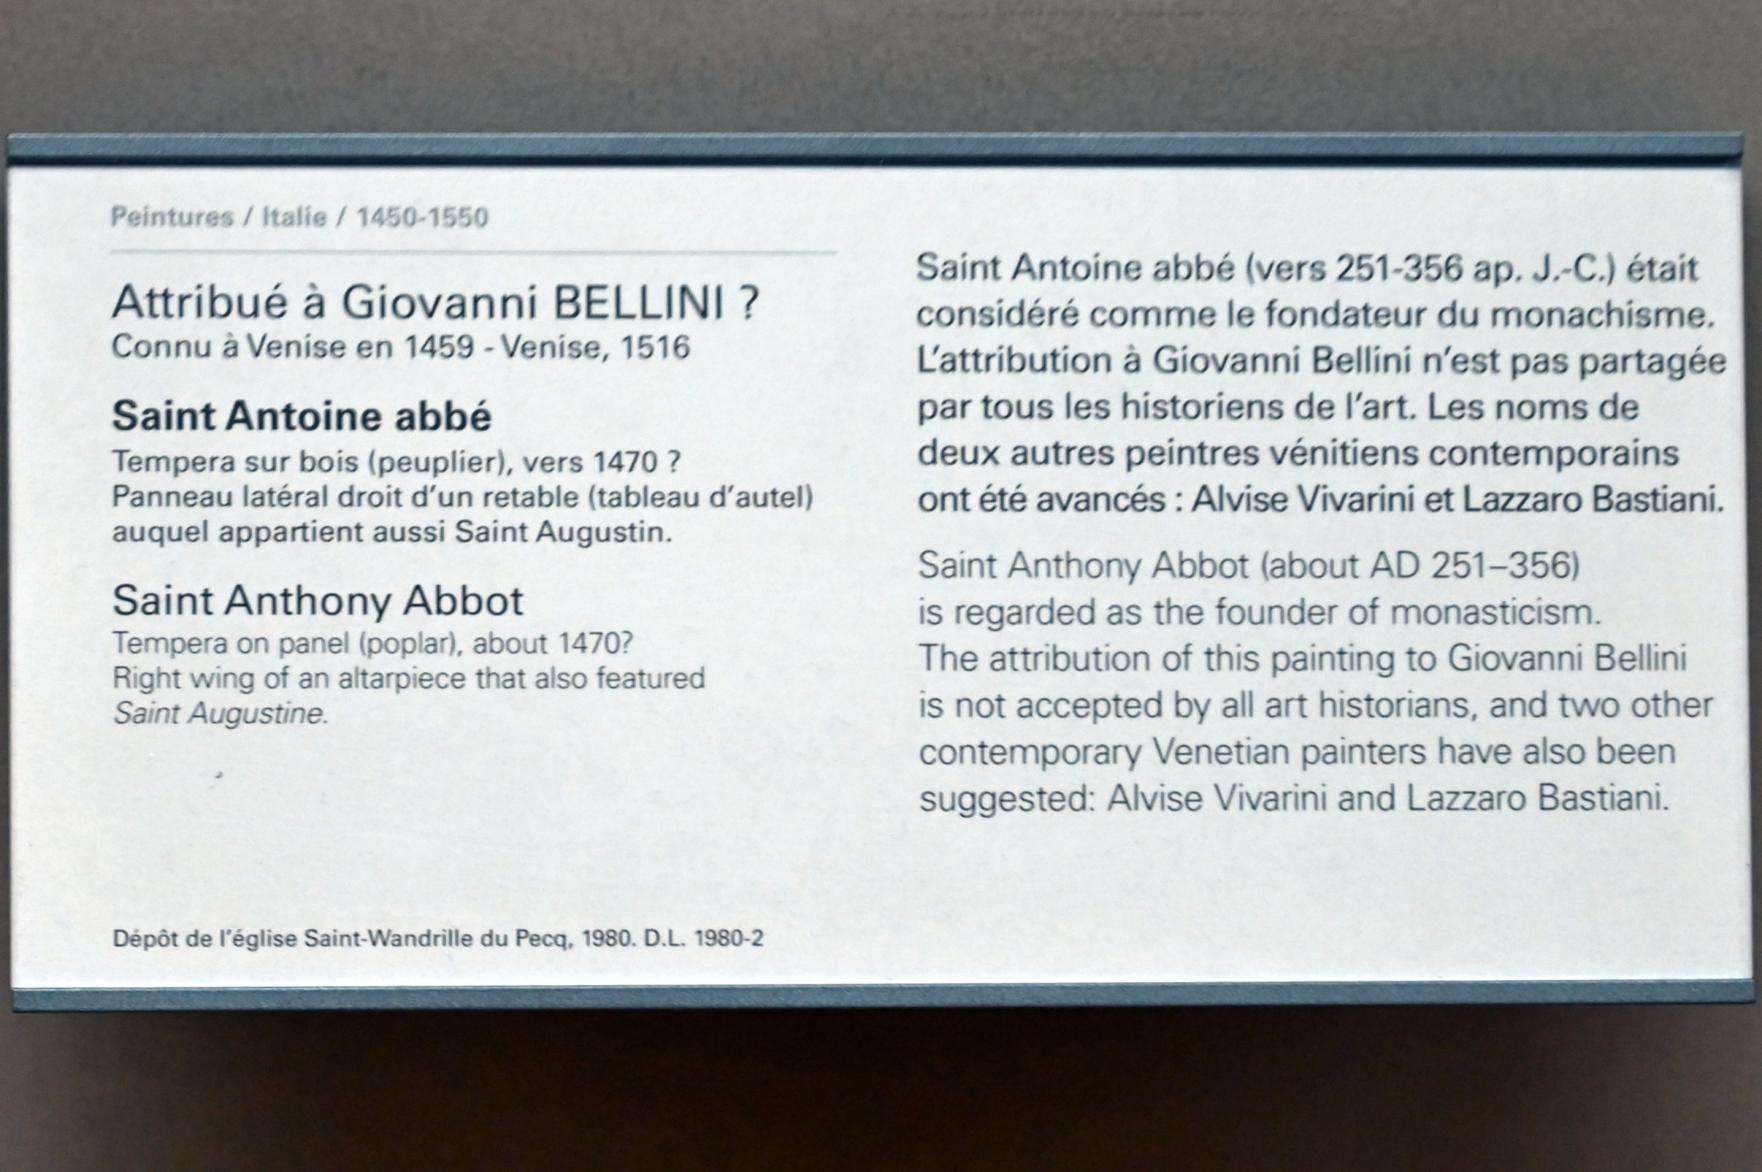 Peintures / Italie / 1450-1550
Attribué à Giovanni BELLINI ?
Connu à Venise en 1459 - Venise, 1516
Saint Antoine abbé
Tempera sur bois (peuplier), vers 1470 ?
Panneau latéral droit d'un retable (tableau d'autel)
auquel appartient aussi Saint Augustin.
Saint Anthony Abbot
Tempera on panel (poplar), about 1470?
Right wing of an altarpiece that also featured
Saint Augustine.
Dépôt de l'église Saint-Wandrille du Pecq, 1980. D.L. 1980-2
Saint Antoine abbé (vers 251-356 ap. J.-C.) était
considéré comme le fondateur du monachisme.
L'attribution à Giovanni Bellini n'est pas partagée
par tous les historiens de l'art. Les noms de
deux autres peintres vénitiens contemporains
ont été avancés : Alvise Vivarini et Lazzaro Bastiani.
Saint Anthony Abbot (about AD 251–356)
is regarded as the founder of monasticism.
The attribution of this painting to Giovanni Bellini
is not accepted by all art historians, and two other
contemporary Venetian painters have also been
suggested: Alvise Vivarini and Lazzaro Bastiani.